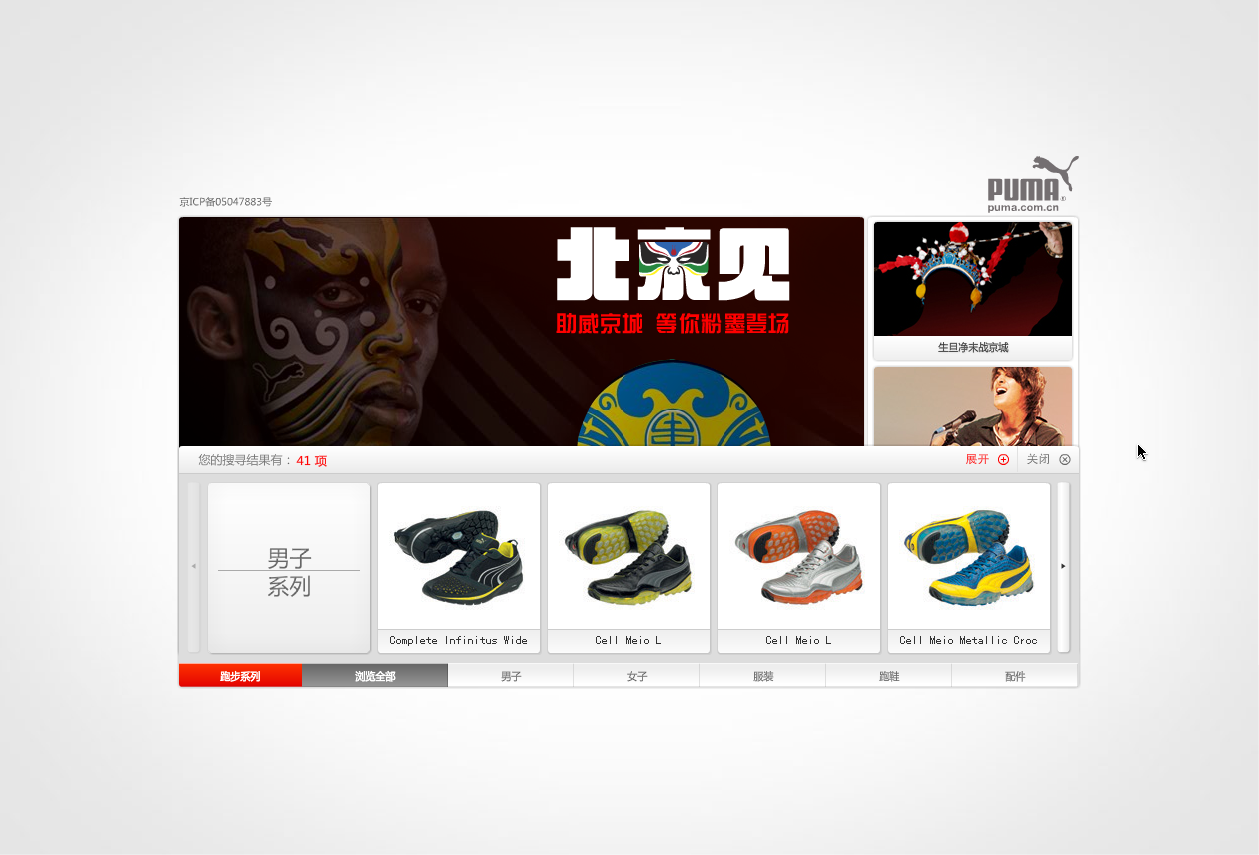 京ICP备05047883号
PUMA®
puma.com.cn
北京见
助威京城 等你粉墨登场
生旦净末战京城
您的搜寻结果有： 41 项
展开
关闭
男子
系列
Complete Infinitus Wide
Cell Meio L
Cell Meio L
Cell Meio Metallic Croc
跑步系列
浏览全部
男子
女子
服装
跑鞋
配件